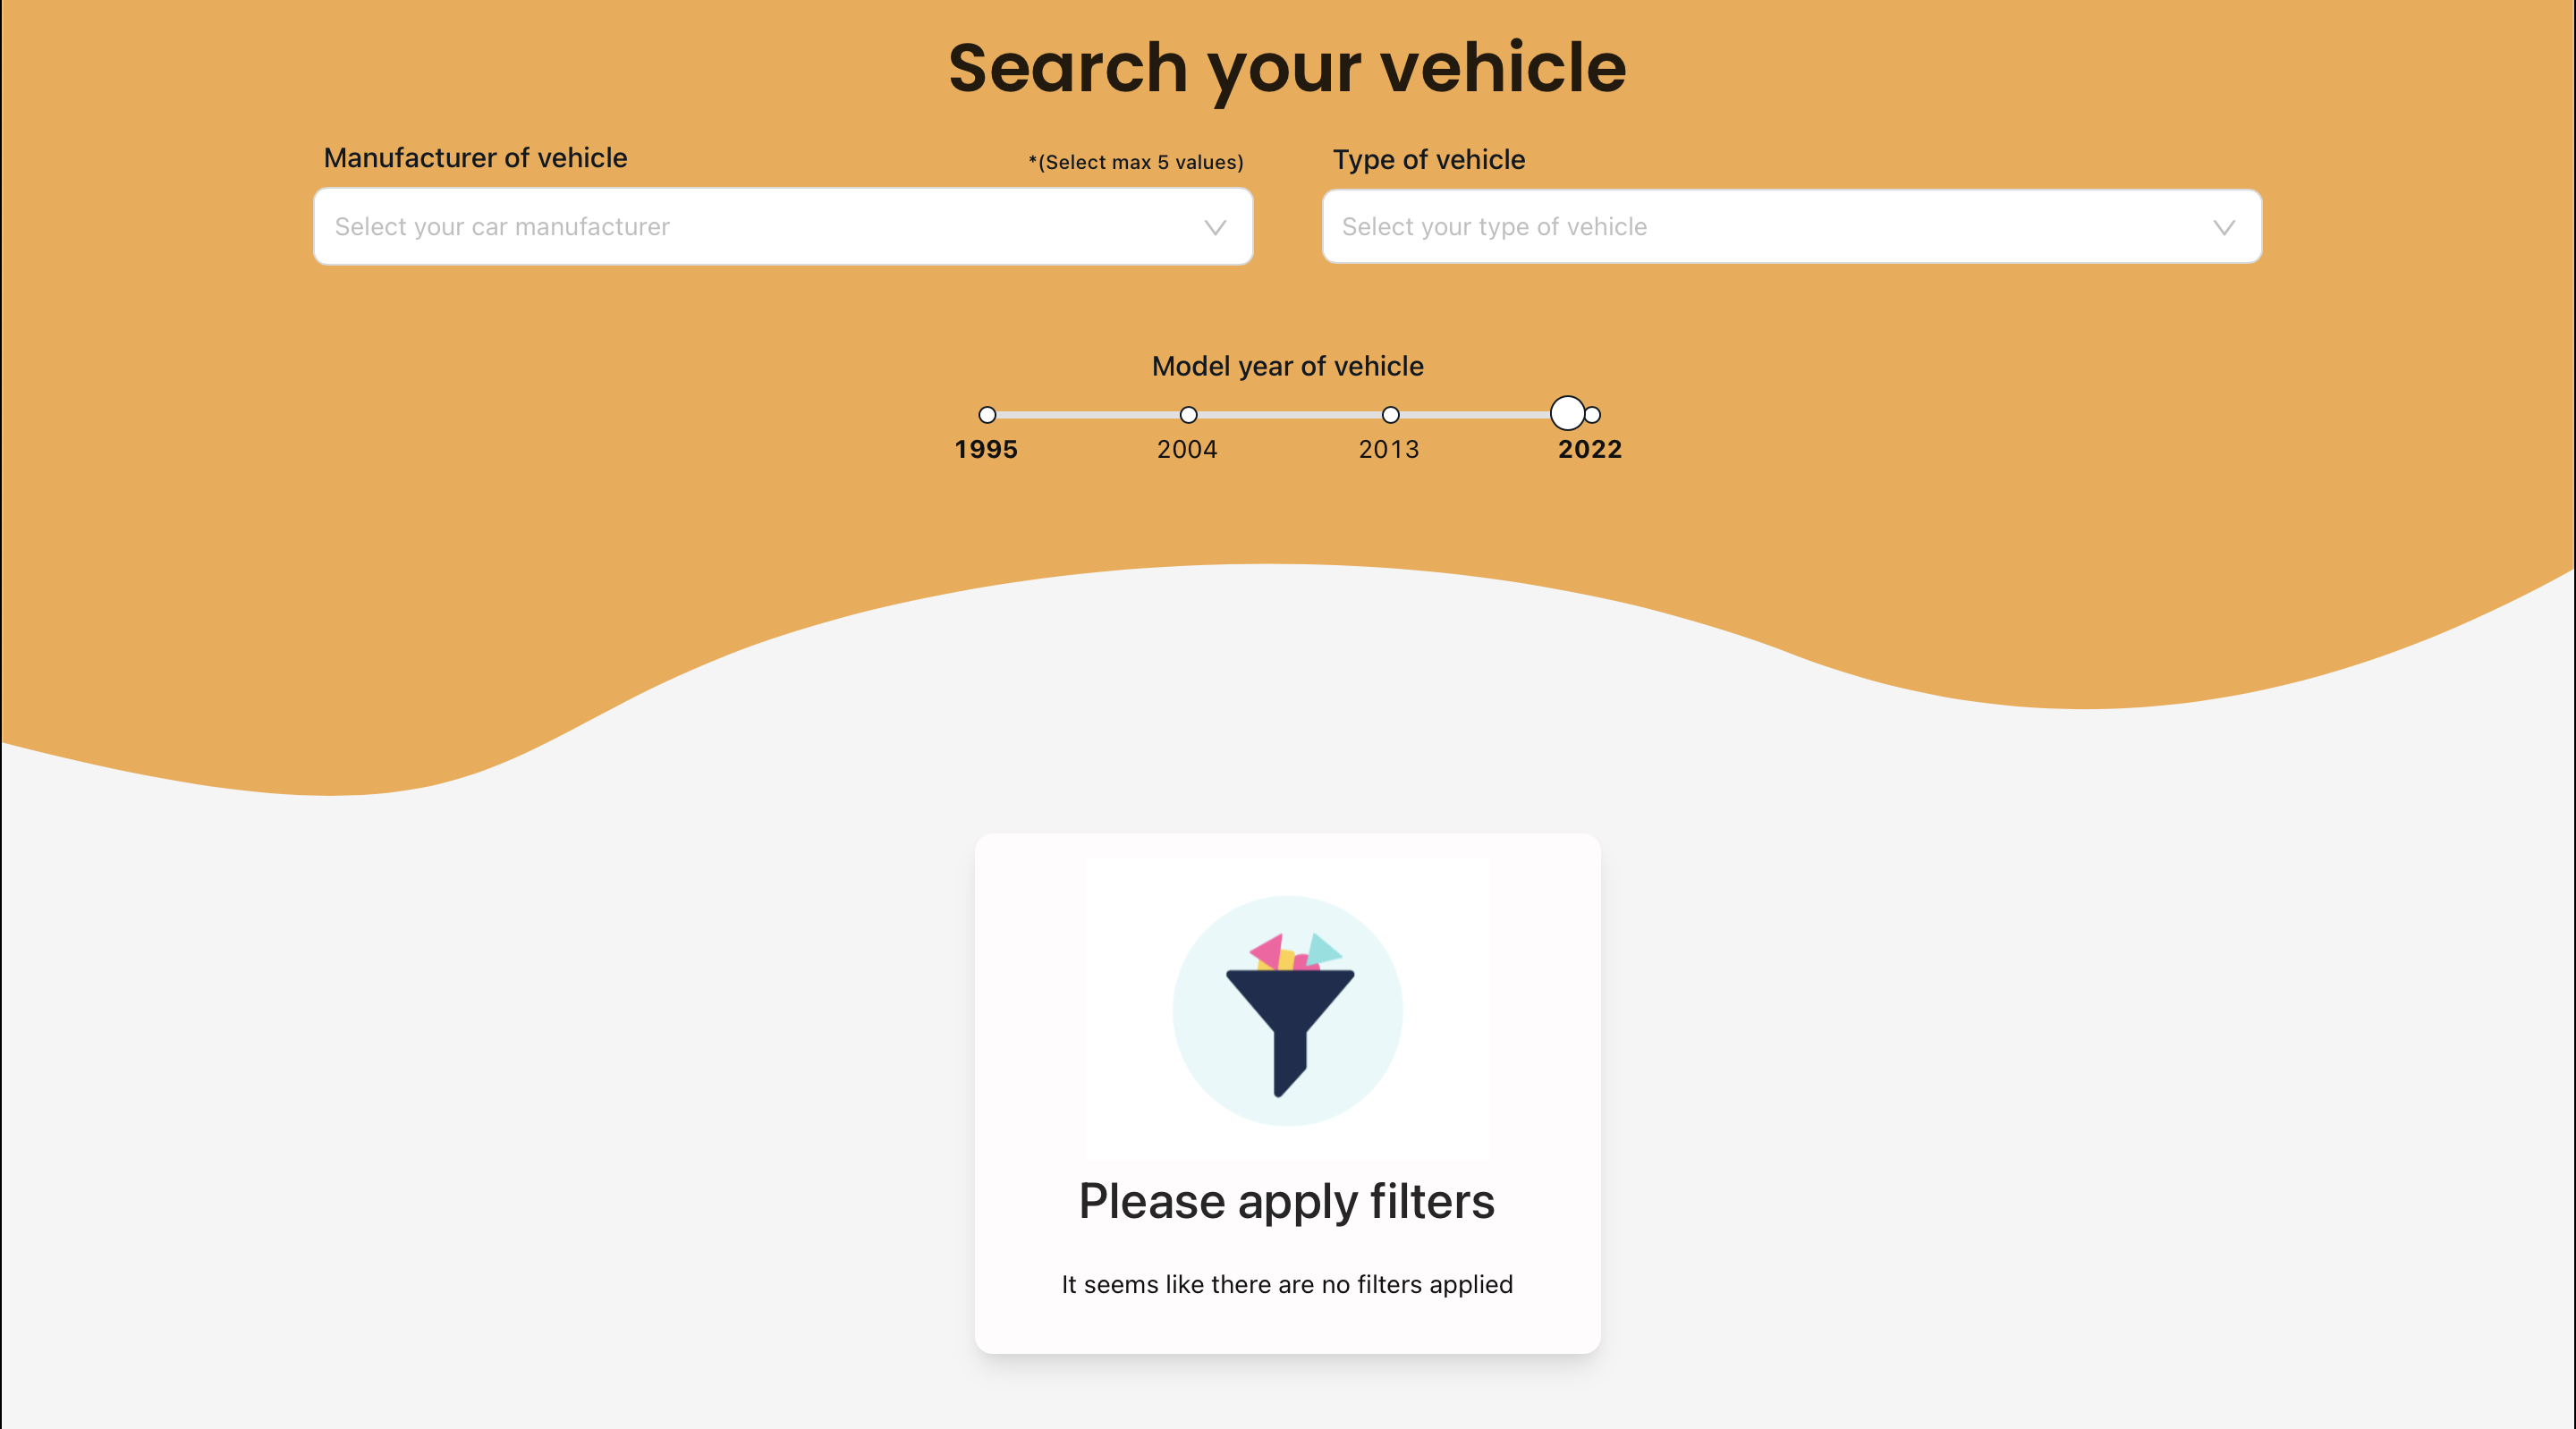 Search your vehicle
Manufacturer of vehicle
*(Select max 5 values)
Type of vehicle
Select your car manufacturer
Select your type of vehicle
Model year of vehicle
1995 2004 2013 2022
Please apply filters
It seems like there are no filters applied